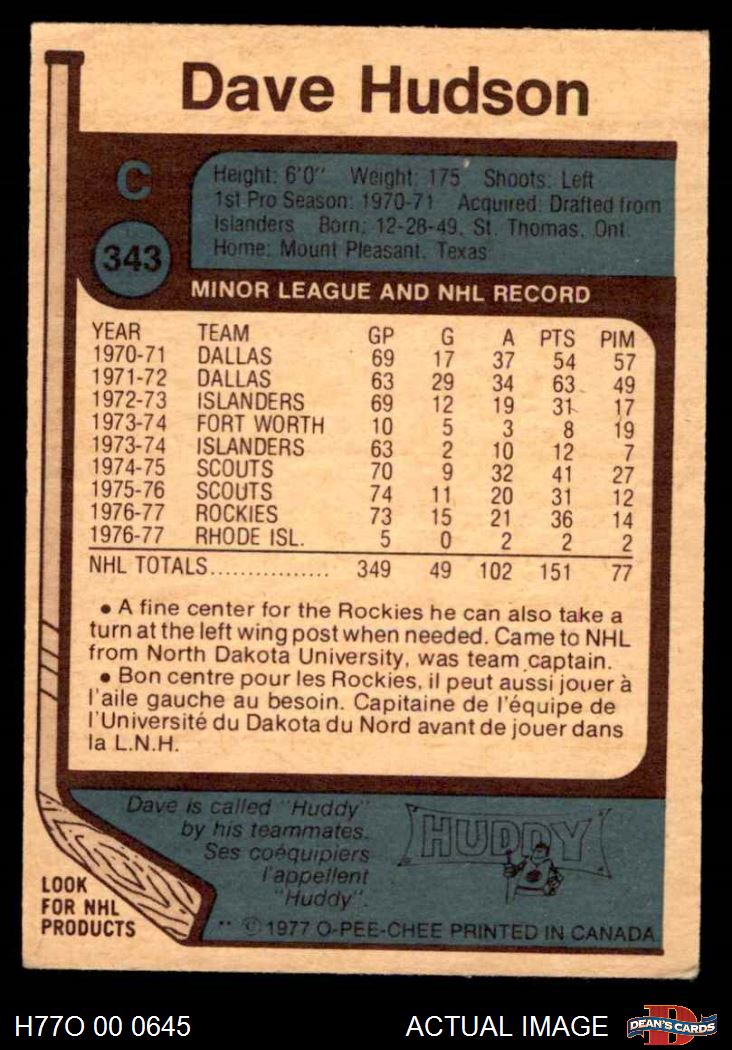 Dave Hudson
C
343
Height: 6'0" Weight: 175 Shoots: Left
1st Pro Season: 1970-71 Acquired: Drafted from
Islanders Born: 12-28-49, St. Thomas, Ont.
Home: Mount Pleasant, Texas
MINOR LEAGUE AND NHL RECORD
YEAR TEAM GP G A PTS PIM
1970-71 DALLAS 69 17 37 54 57
1971-72 DALLAS 63 29 34 63 49
1972-73 ISLANDERS 69 12 19 31 17
1973-74 FORT WORTH 10 5 3 8 19
1973-74 ISLANDERS 63 2 10 12 7
1974-75 SCOUTS 70 9 32 41 27
1975-76 SCOUTS 74 11 20 31 12
1976-77 ROCKIES 73 15 21 36 14
1976-77 RHODE ISL. 5 0 2 2 2
NHL TOTALS................ 349 49 102 151 77
• A fine center for the Rockies he can also take a
turn at the left wing post when needed. Came to NHL
from North Dakota University, was team captain.
• Bon centre pour les Rockies, il peut aussi jouer à
l'aile gauche au besoin. Capitaine de l'équipe de
l'Université du Dakota du Nord avant de jouer dans
la L.N.H.
Dave is called "Huddy"
by his teammates.
Ses coéquipiers
l'appellent
"Huddy".
HUDDY
LOOK
FOR NHL
PRODUCTS
** © 1977 O-PEE-CHEE PRINTED IN CANADA
H77O 00 0645
ACTUAL IMAGE
D
DEAN'S CARDS